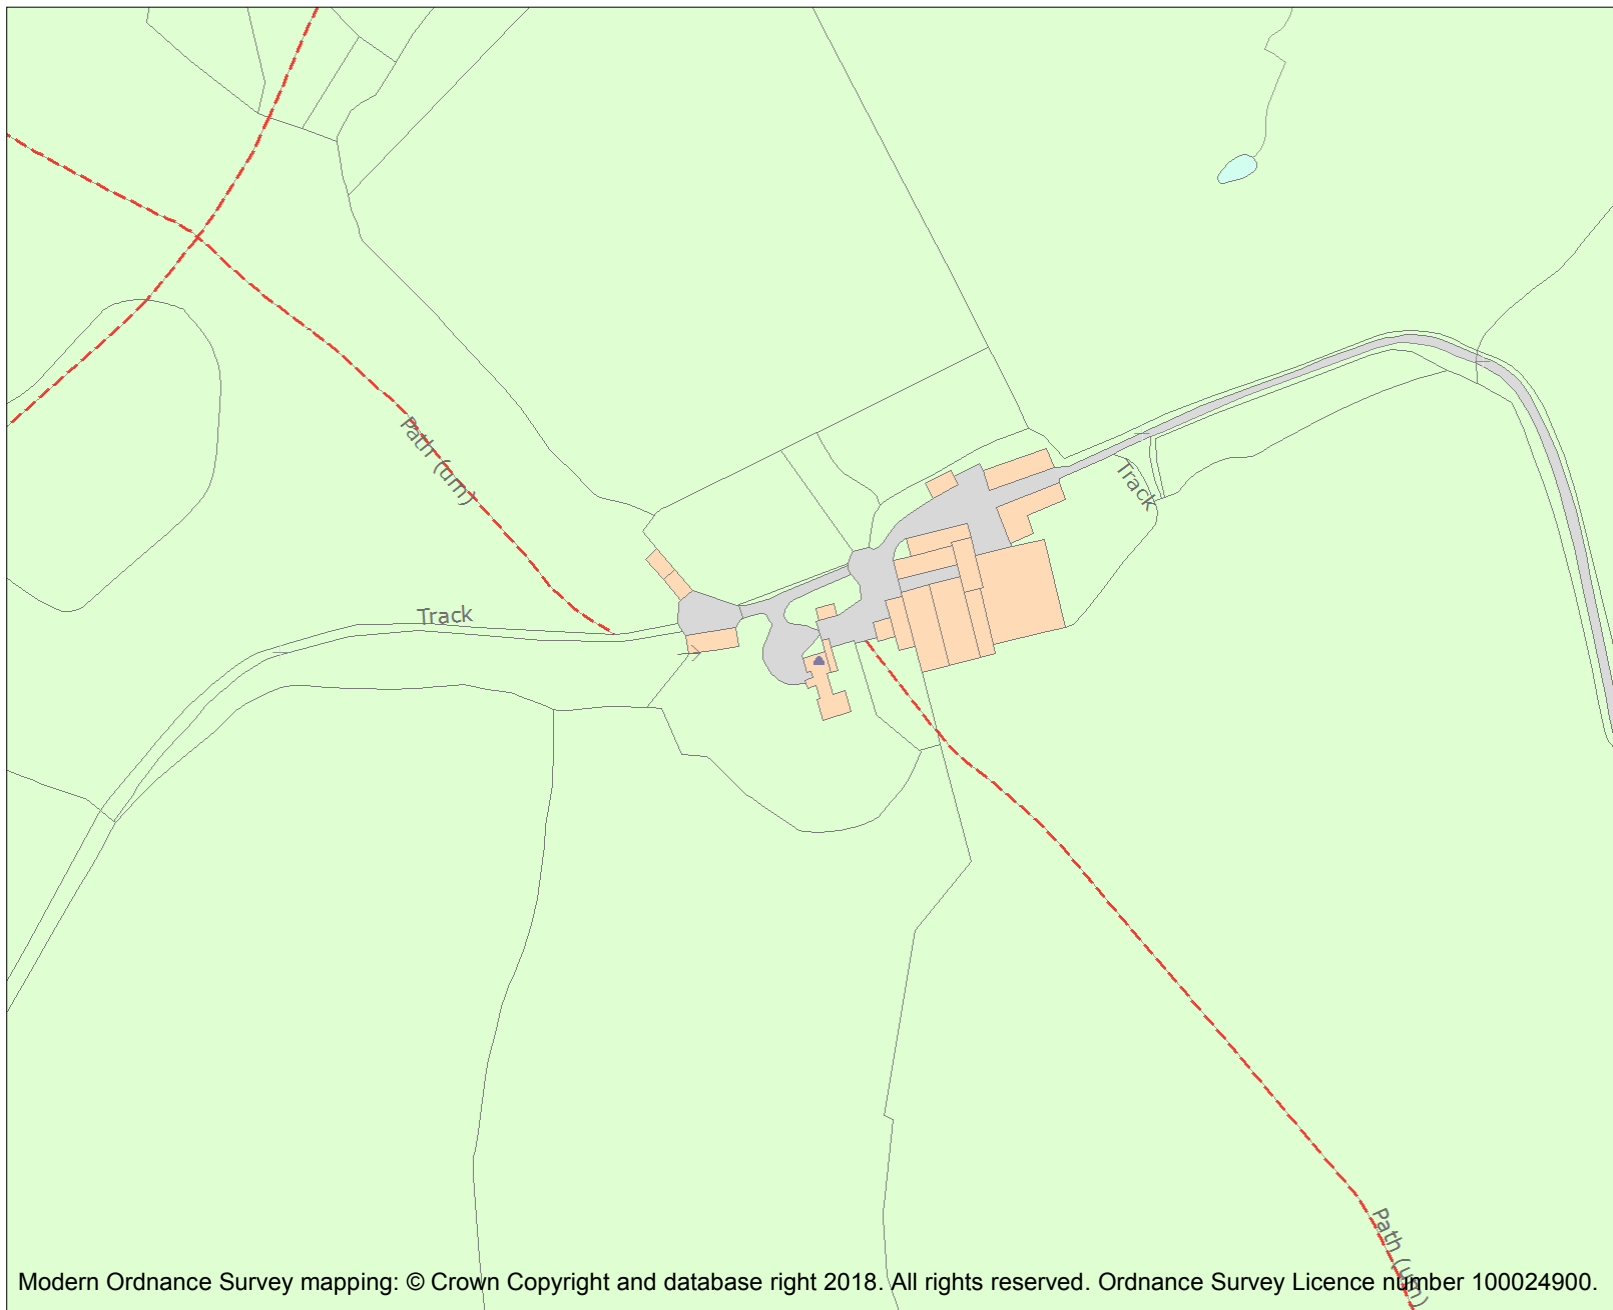 Path (um)
Track
Track
Path (um)
Modern Ordnance Survey mapping: © Crown Copyright and database right 2018. All rights reserved. Ordnance Survey Licence number 100024900.